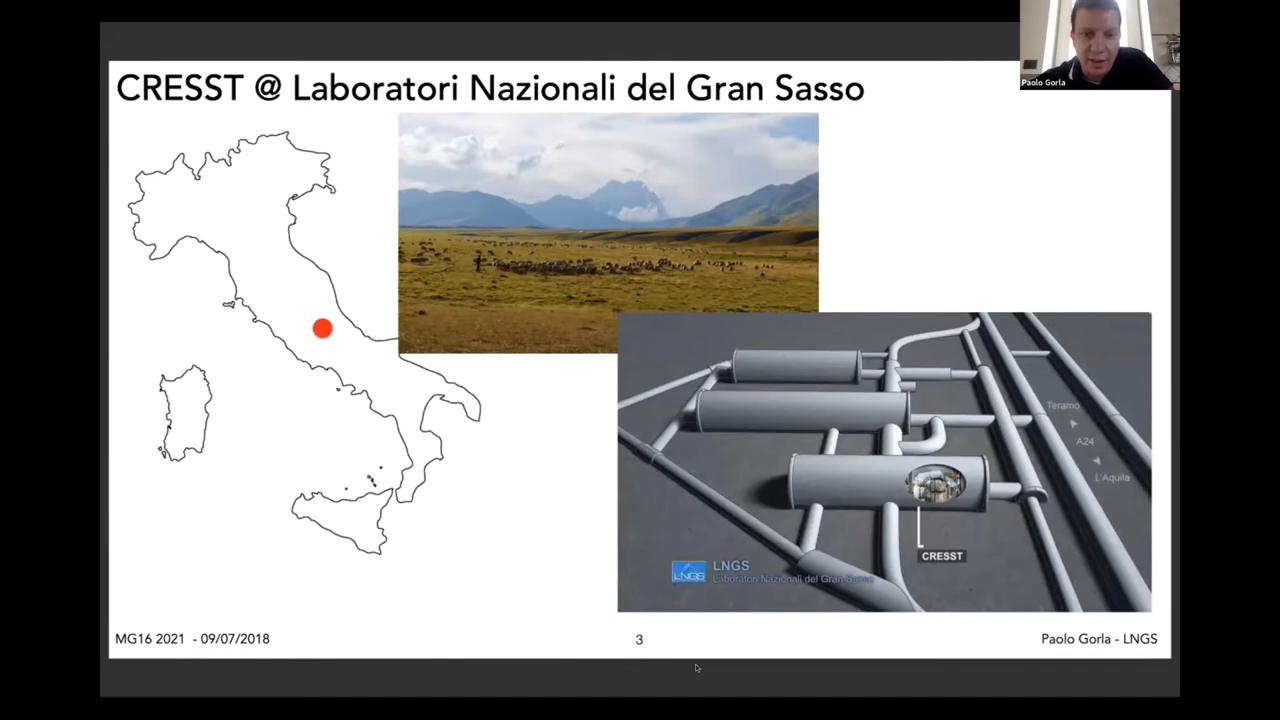 Paolo Gorla
CRESST @ Laboratori Nazionali del Gran Sasso
Teramo
A24
L'Aquila
CRESST
LNGS
LNGS
Laboratori Nazionali del Gran Sasso
MG16 2021 - 09/07/2018
3
Paolo Gorla - LNGS